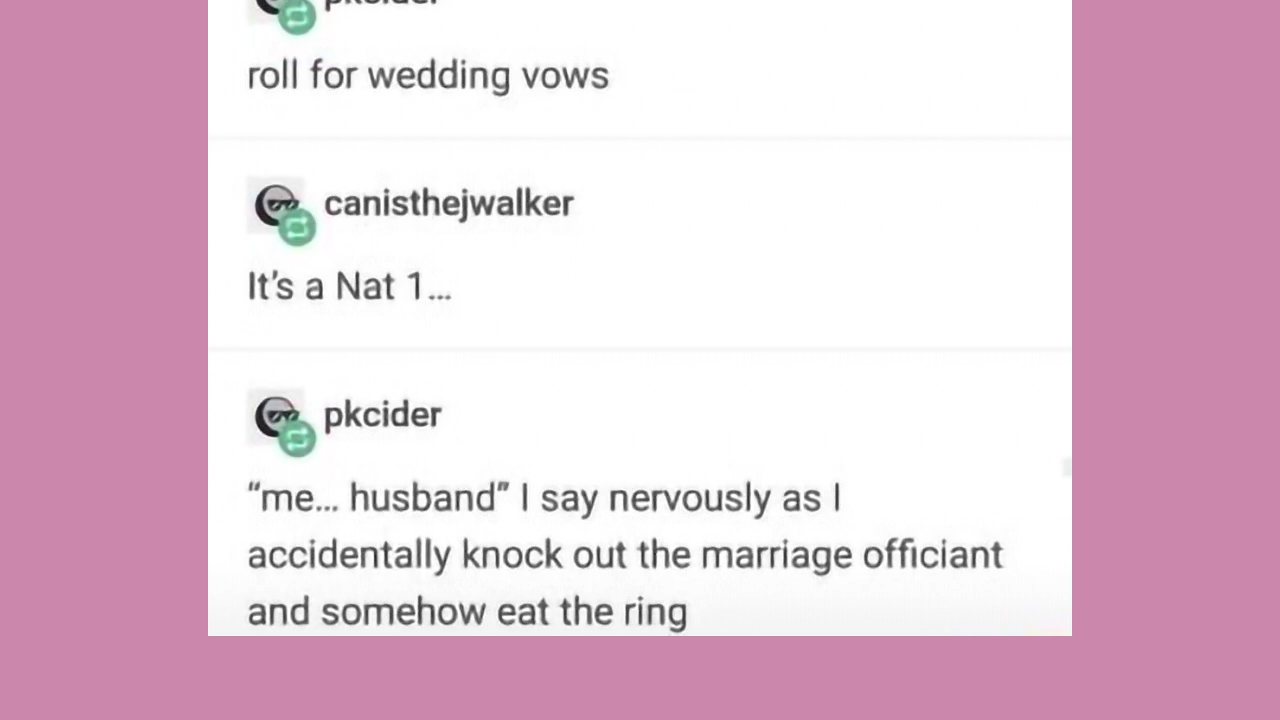 pkcider
roll for wedding vows
canisthejwalker
It's a Nat 1...
pkcider
“me... husband” I say nervously as I
accidentally knock out the marriage officiant
and somehow eat the ring